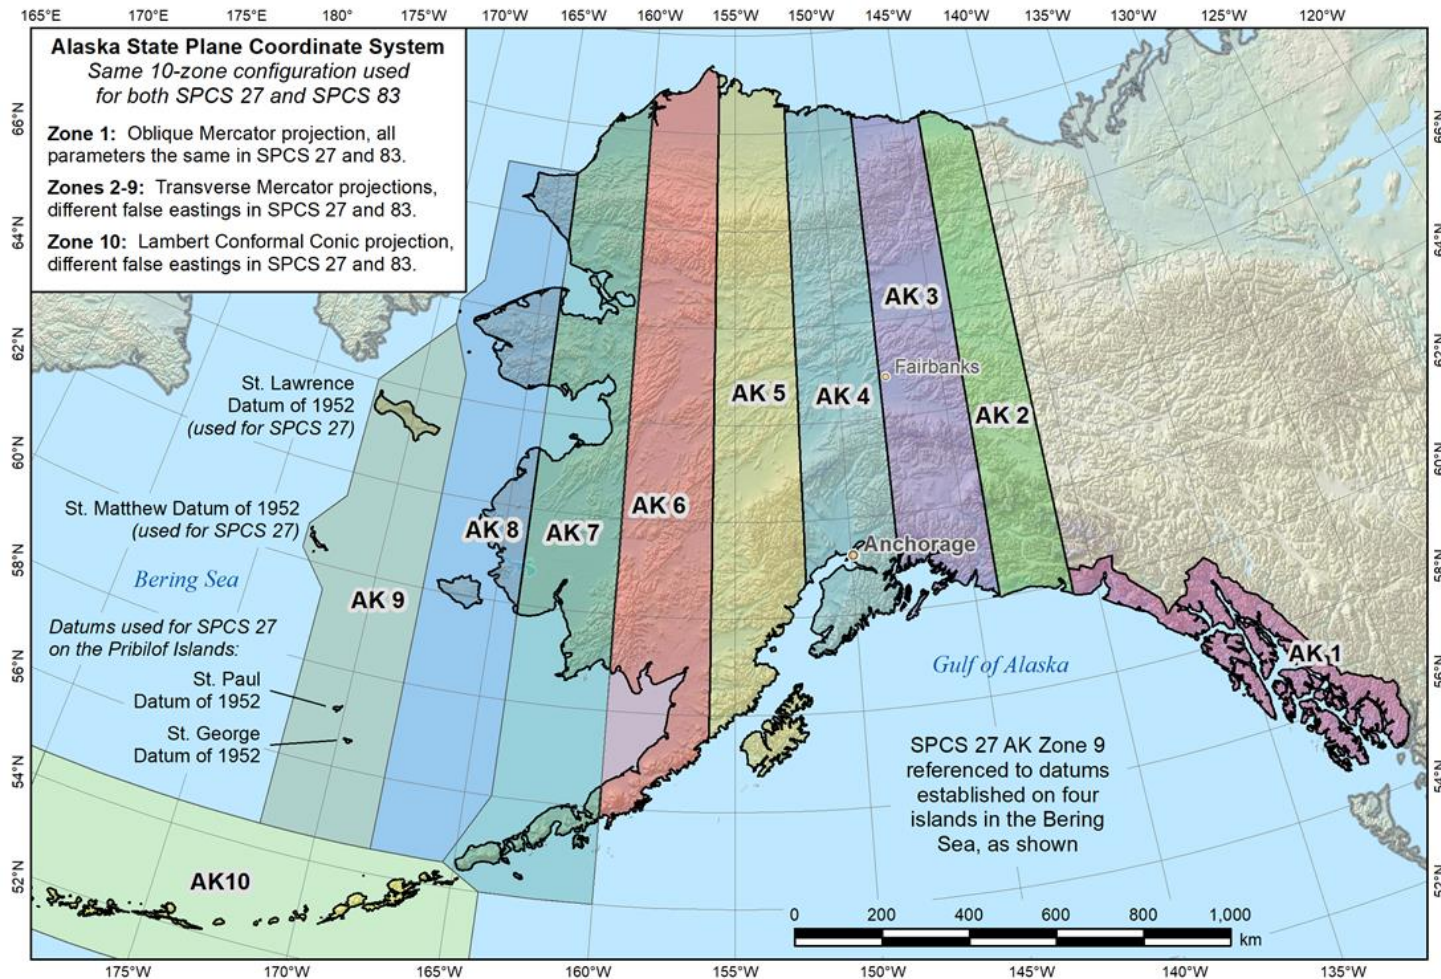 165°E
170°E
175°E
180°
175°W
170°W
165°W
160°W
155°W
150°W
145°W
140°W
135°W
130°W
125°W
120°W
Alaska State Plane Coordinate System
Same 10-zone configuration used
for both SPCS 27 and SPCS 83
Zone 1: Oblique Mercator projection, all
parameters the same in SPCS 27 and 83.
Zones 2-9: Transverse Mercator projections,
different false eastings in SPCS 27 and 83.
Zone 10: Lambert Conformal Conic projection,
different false eastings in SPCS 27 and 83.
66°N
64°N
62°N
60°N
58°N
56°N
54°N
52°N
66°N
64°N
62°N
60°N
58°N
56°N
54°N
52°N
AK 3
Fairbanks
St. Lawrence
Datum of 1952
(used for SPCS 27)
AK 5
AK 4
AK 2
St. Matthew Datum of 1952
(used for SPCS 27)
AK 6
AK 8
AK 7
Anchorage
Bering Sea
AK 9
Datums used for SPCS 27
on the Pribilof Islands:
St. Paul
Datum of 1952
St. George
Datum of 1952
Gulf of Alaska
AK 1
SPCS 27 AK Zone 9
referenced to datums
established on four
islands in the Bering
Sea, as shown
AK10
0
200
400
600
800
1,000
km
175°W
170°W
165°W
160°W
155°W
150°W
145°W
140°W
135°W